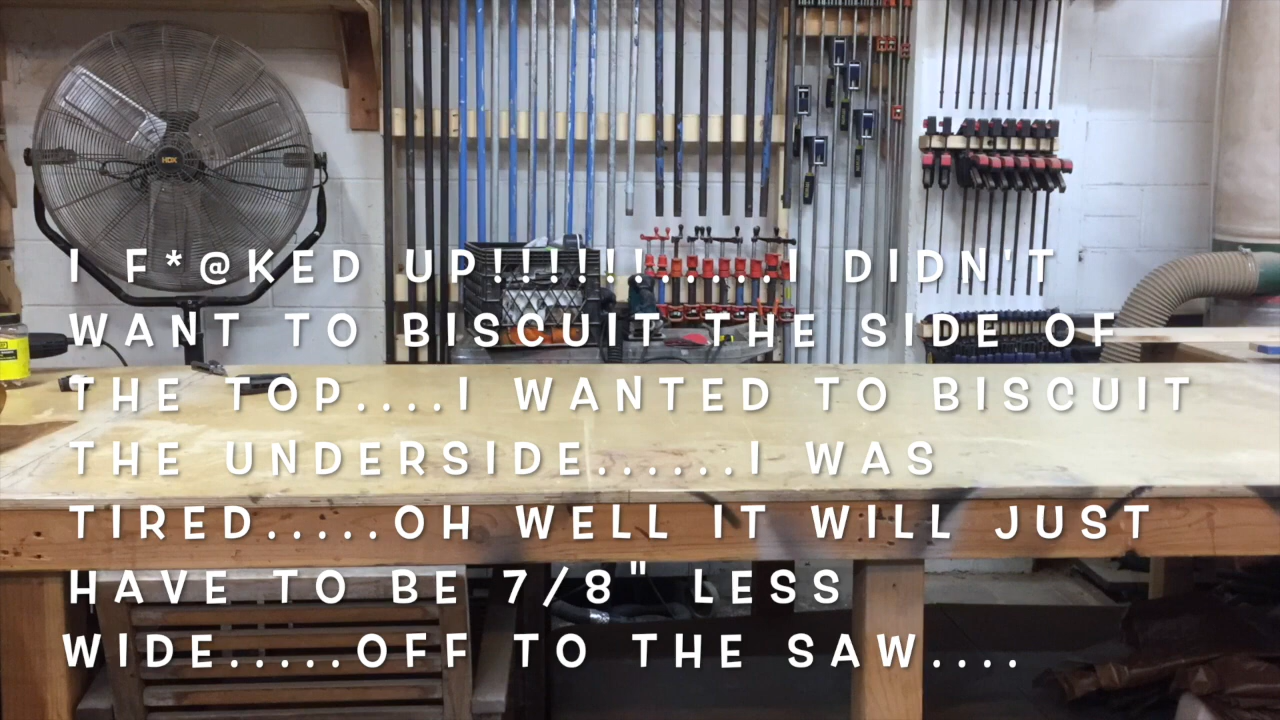 HDX
I F*@KED UP!!!!!!......! DIDN'T
WANT TO BISCUIT THE SIDE OF
THE TOP....I WANTED TO BISCUIT
THE UNDERSIDE......I WAS
TIRED.....OH WELL IT WILL JUST
HAVE TO BE 7/8" LESS
WIDE.....OFF TO THE SAW....